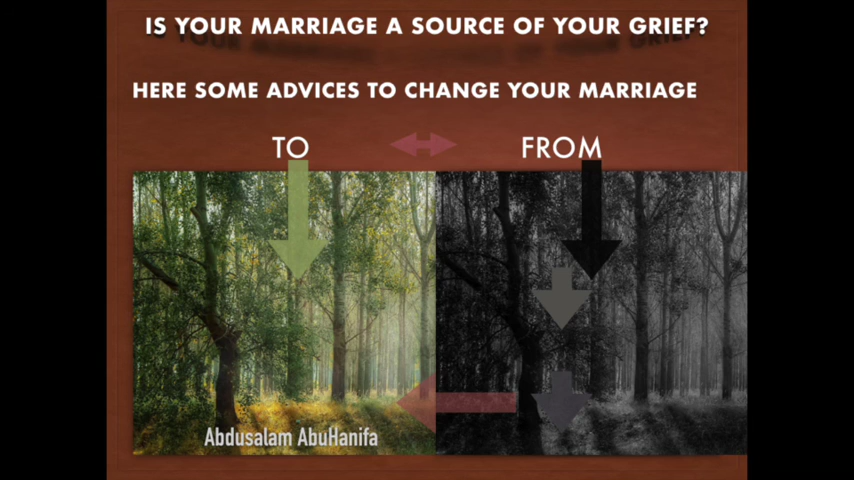 IS YOUR MARRIAGE A SOURCE OF YOUR GRIEF?
HERE SOME ADVICES TO CHANGE YOUR MARRIAGE
TO FROM
Abdusalam AbuHanifa